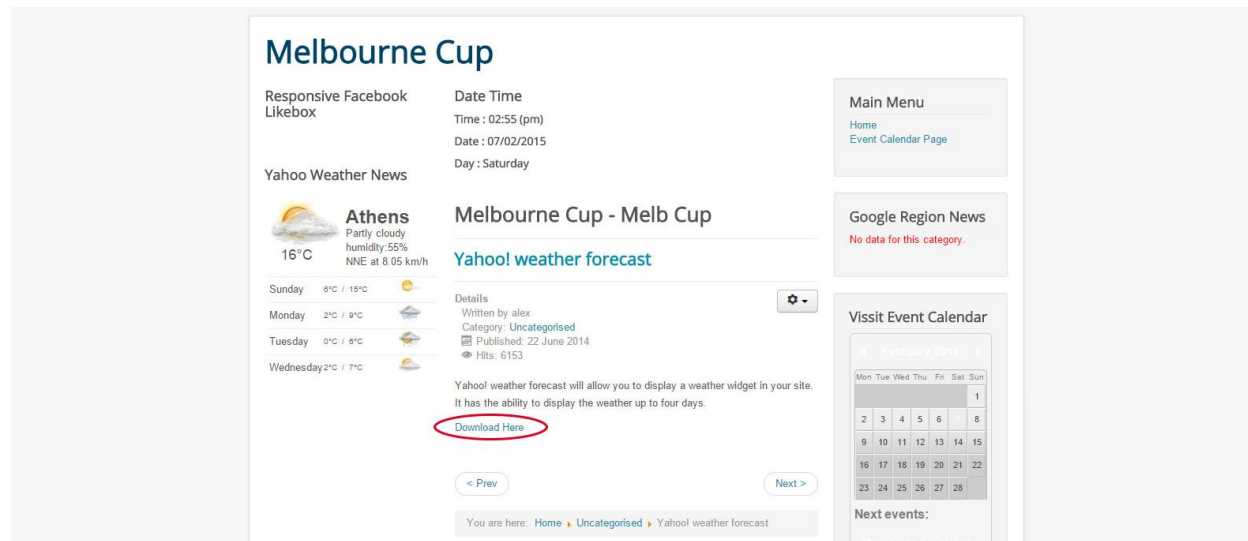 Melbourne Cup
Responsive Facebook
Likebox
Yahoo Weather News
Athens
Partly cloudy
humidity:55%
NNE at 8.05 km/h
16°C
Sunday 6°C / 15°C
Monday 2°C / 9°C
Tuesday 0°C / 6°C
Wednesday 2°C / 7°C
Date Time
Time : 02:55 (pm)
Date : 07/02/2015
Day : Saturday
Melbourne Cup - Melb Cup
Yahoo! weather forecast
Details
Written by alex
Category: Uncategorised
Published: 22 June 2014
Hits: 6153
Yahoo! weather forecast will allow you to display a weather widget in your site.
It has the ability to display the weather up to four days.
Download Here
< Prev
Next >
You are here: Home Uncategorised Yahoo! weather forecast
Main Menu
Home
Event Calendar Page
Google Region News
No data for this category.
Vissit Event Calendar
February 2015
Mon Tue Wed Thu Fri Sat Sun
1
2 3 4 5 6 7 8
9 10 11 12 13 14 15
16 17 18 19 20 21 22
23 24 25 26 27 28
Next events: